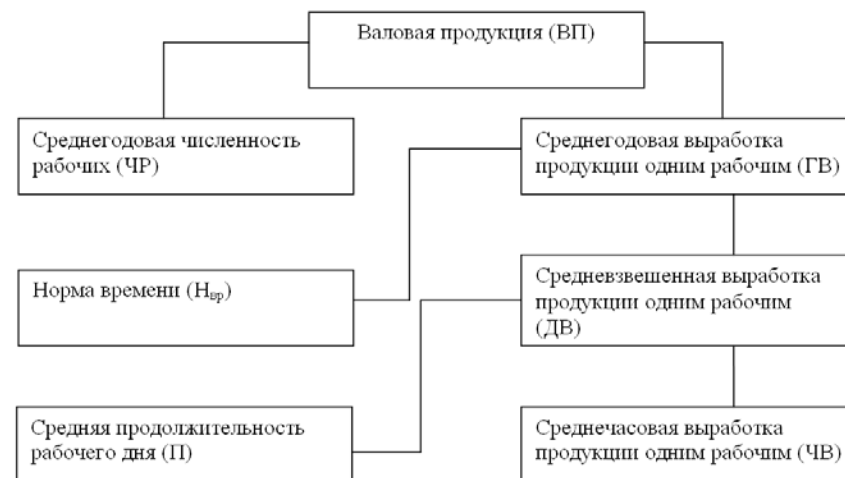 Валовая продукция (ВП)
Среднегодовая численность
рабочих (ЧР)
Среднегодовая выработка
продукции одним рабочим (ГВ)
Норма времени (Нвр)
Средневзвешенная выработка
продукции одним рабочим
(ДВ)
Средняя продолжительность
рабочего дня (П)
Среднечасовая выработка
продукции одним рабочим (ЧВ)